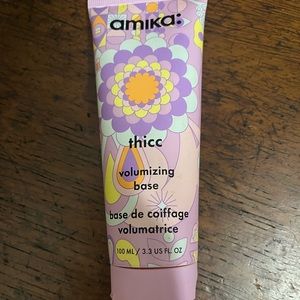 amika:
thicc
volumizing
base
base de coiffage
volumatrice
100 ML / 3.3 US FL. OZ